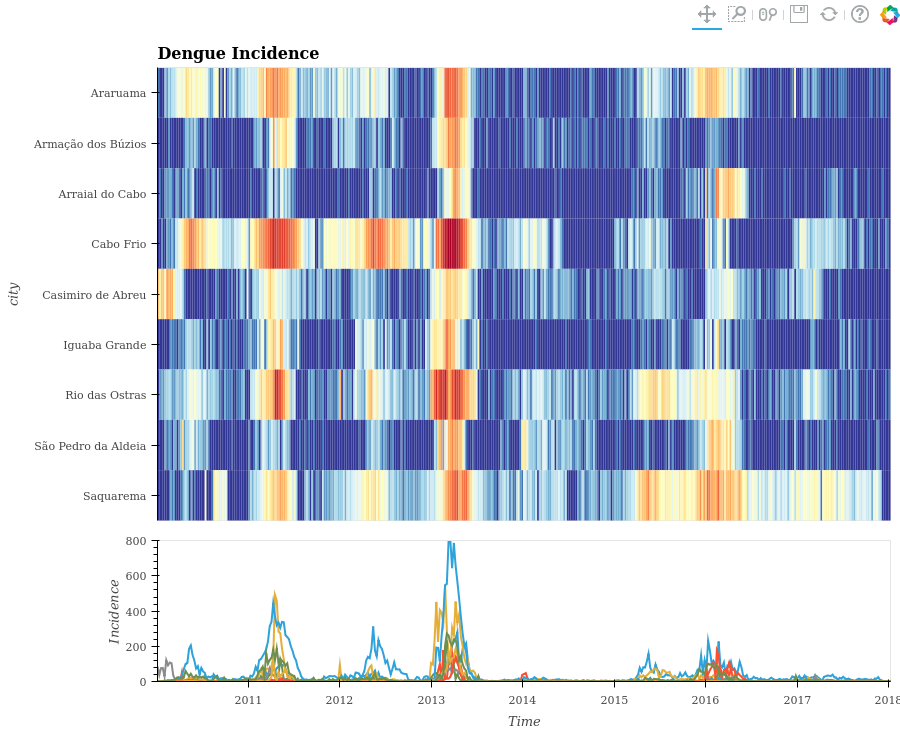 Dengue Incidence
Araruama
Armação dos Búzios
Arraial do Cabo
Cabo Frio
Casimiro de Abreu
Iguaba Grande
Rio das Ostras
São Pedro da Aldeia
Saquarema
city
800
600
400
200
0
Incidence
2011 2012 2013 2014 2015 2016 2017 2018
Time